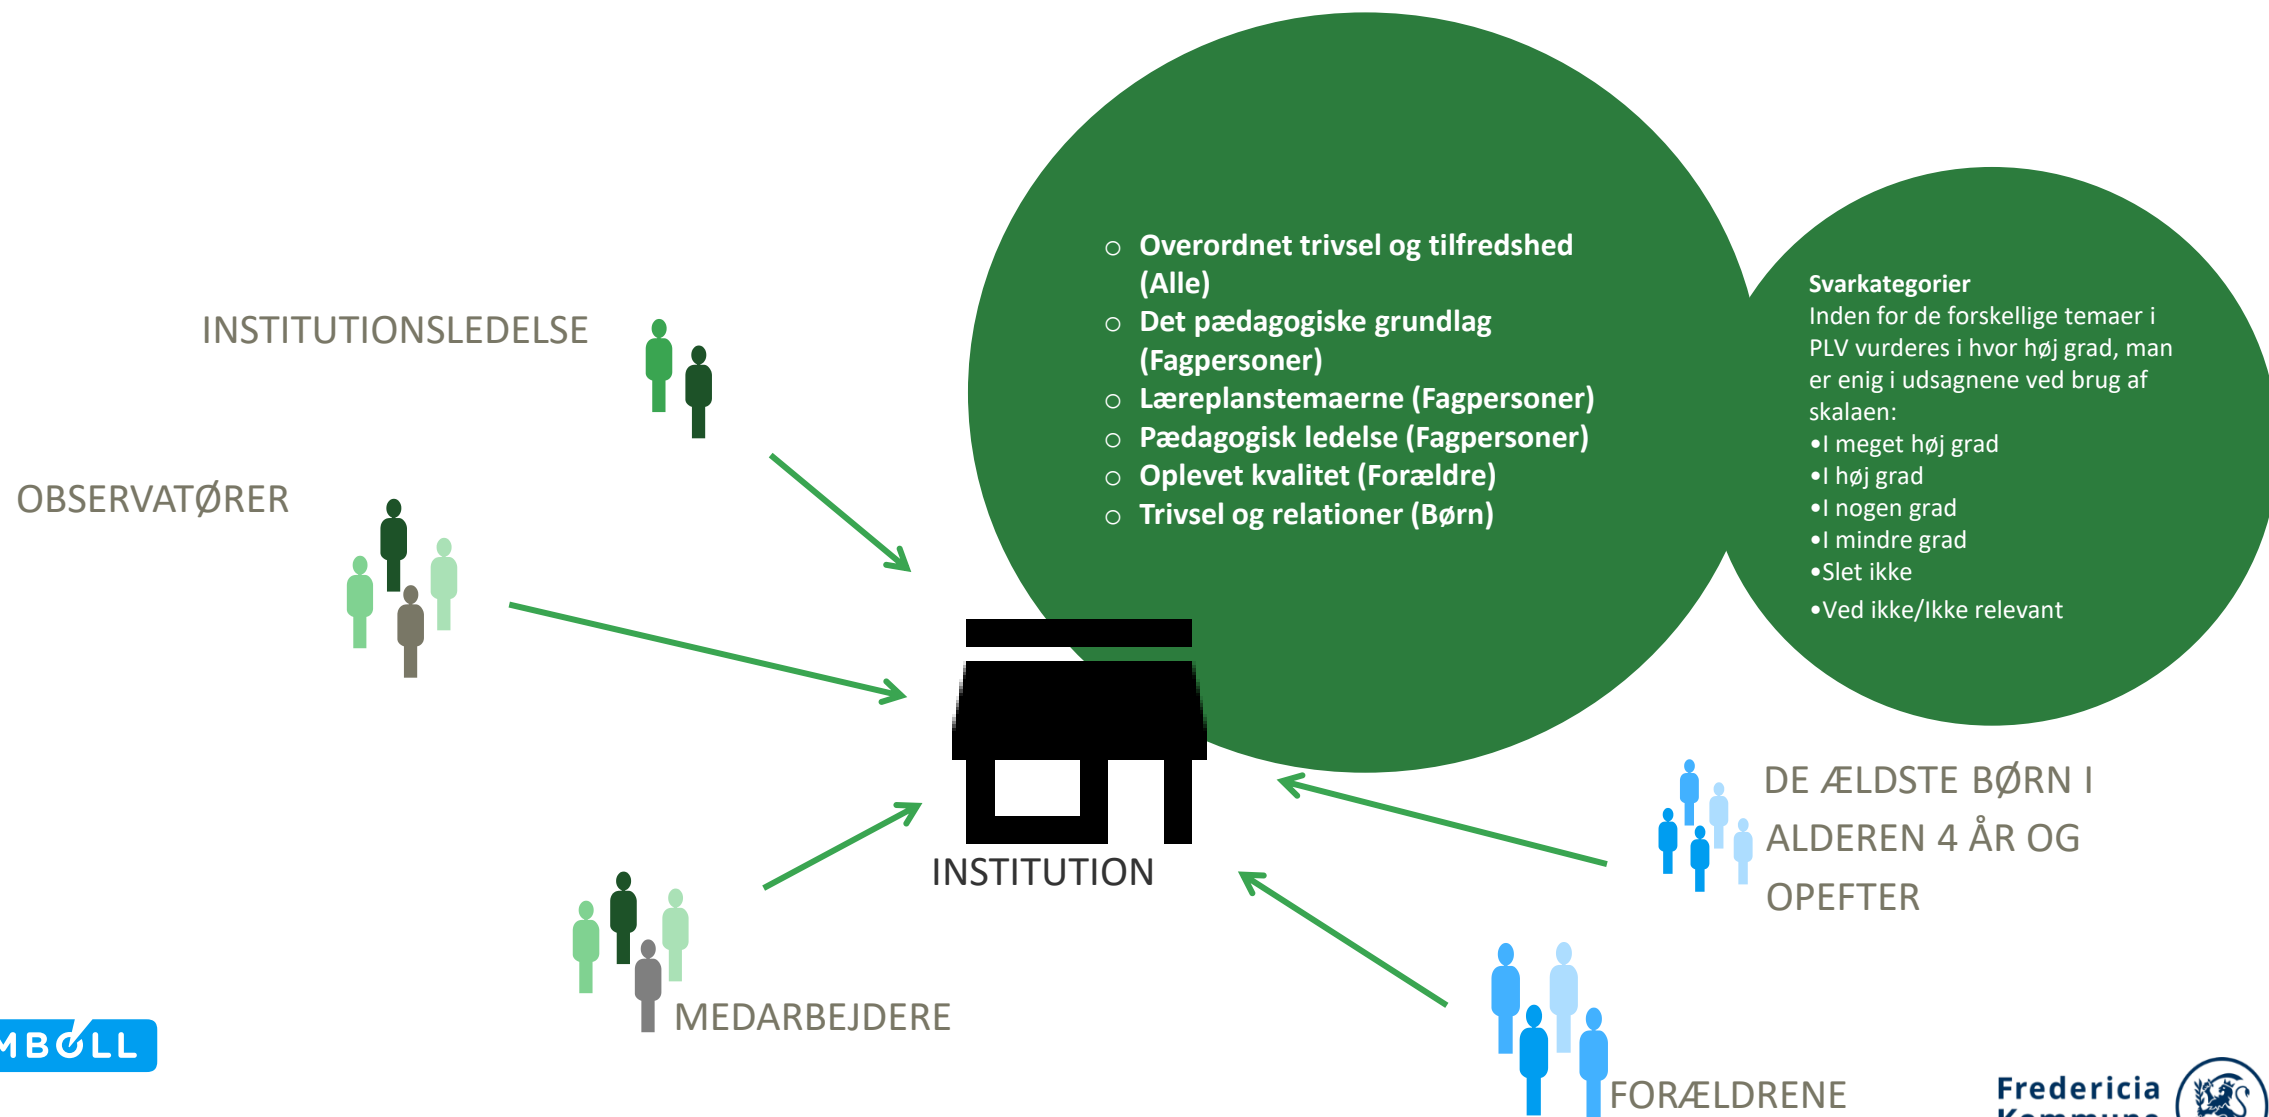 Overordnet trivsel og tilfredshed
(Alle)
Det pædagogiske grundlag
(Fagpersoner)
Læreplanstemaerne (Fagpersoner)
Pædagogisk ledelse (Fagpersoner)
Oplevet kvalitet (Forældre)
Trivsel og relationer (Børn)
Svarkategorier
Inden for de forskellige temaer i
PLV vurderes i hvor høj grad, man
er enig i udsagnene ved brug af
skalaen:
•I meget høj grad
•I høj grad
•I nogen grad
•I mindre grad
•Slet ikke
•Ved ikke/Ikke relevant
INSTITUTIONSLEDELSE
OBSERVATØRER
INSTITUTION
DE ÆLDSTE BØRN I
ALDEREN 4 ÅR OG
OPEFTER
MEDARBEJDERE
FORÆLDRENE
MBOLL
Fredericia
Kommune